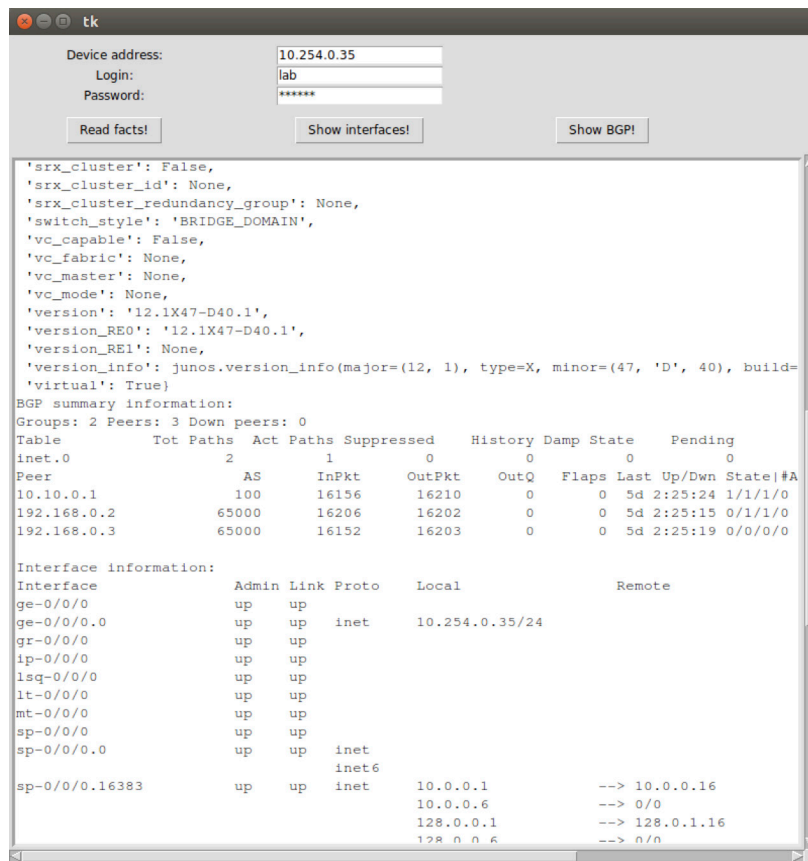 tk
Device address: 10.254.0.35
Login: lab
Password: ******
Read facts! Show interfaces! Show BGP!
'srx_cluster': False,
'srx_cluster_id': None,
'srx_cluster_redundancy_group': None,
'switch_style': 'BRIDGE_DOMAIN',
'vc_capable': False,
'vc_fabric': None,
'vc_master': None,
'vc_mode': None,
'version': '12.1X47-D40.1',
'version_RE0': '12.1X47-D40.1',
'version_RE1': None,
'version_info': junos.version_info(major=(12, 1), type=X, minor=(47, 'D', 40), build=
'virtual': True}
BGP summary information:
Groups: 2 Peers: 3 Down peers: 0
Table Tot Paths Act Paths Suppressed History Damp State Pending
inet.0 2 1 0 0 0 0
Peer AS InPkt OutPkt OutQ Flaps Last Up/Dwn State|#A
10.10.0.1 100 16156 16210 0 0 5d 2:25:24 1/1/1/0
192.168.0.2 65000 16206 16202 0 0 5d 2:25:15 0/1/1/0
192.168.0.3 65000 16152 16203 0 0 5d 2:25:19 0/0/0/0
Interface information:
Interface Admin Link Proto Local Remote
ge-0/0/0 up up
ge-0/0/0.0 up up inet 10.254.0.35/24
gr-0/0/0 up up
ip-0/0/0 up up
lsq-0/0/0 up up
lt-0/0/0 up up
mt-0/0/0 up up
sp-0/0/0 up up
sp-0/0/0.0 up up inet
inet6
sp-0/0/0.16383 up up inet 10.0.0.1 --> 10.0.0.16
10.0.0.6 --> 0/0
128.0.0.1 --> 128.0.1.16
128.0.0.6 --> 0/0